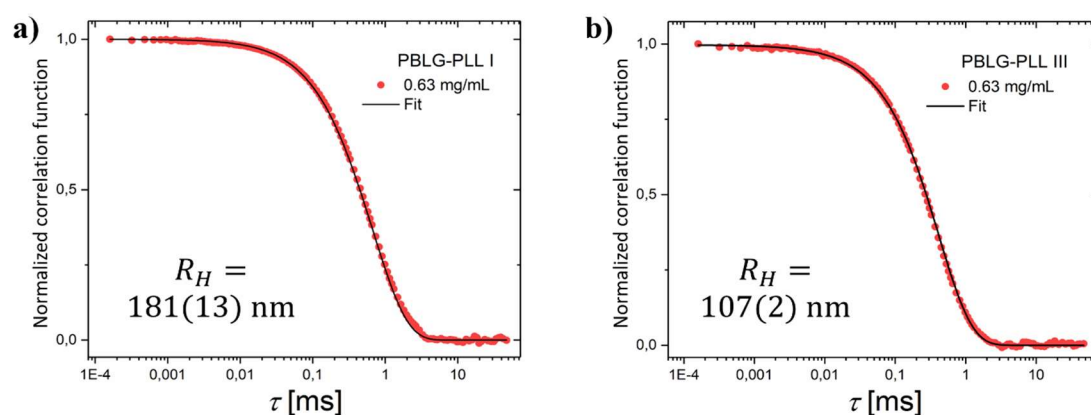 a)
Normalized correlation function
1,0
0,5
0,0
PBLG-PLL I
0.63 mg/mL
Fit
R_H =
181(13) nm
1E-4
0,001
0,01
0,1
1
10
τ [ms]
b)
Normalized correlation function
1,0
0,5
0,0
PBLG-PLL III
0.63 mg/mL
Fit
R_H =
107(2) nm
1E-4
0,001
0,01
0,1
1
10
τ [ms]